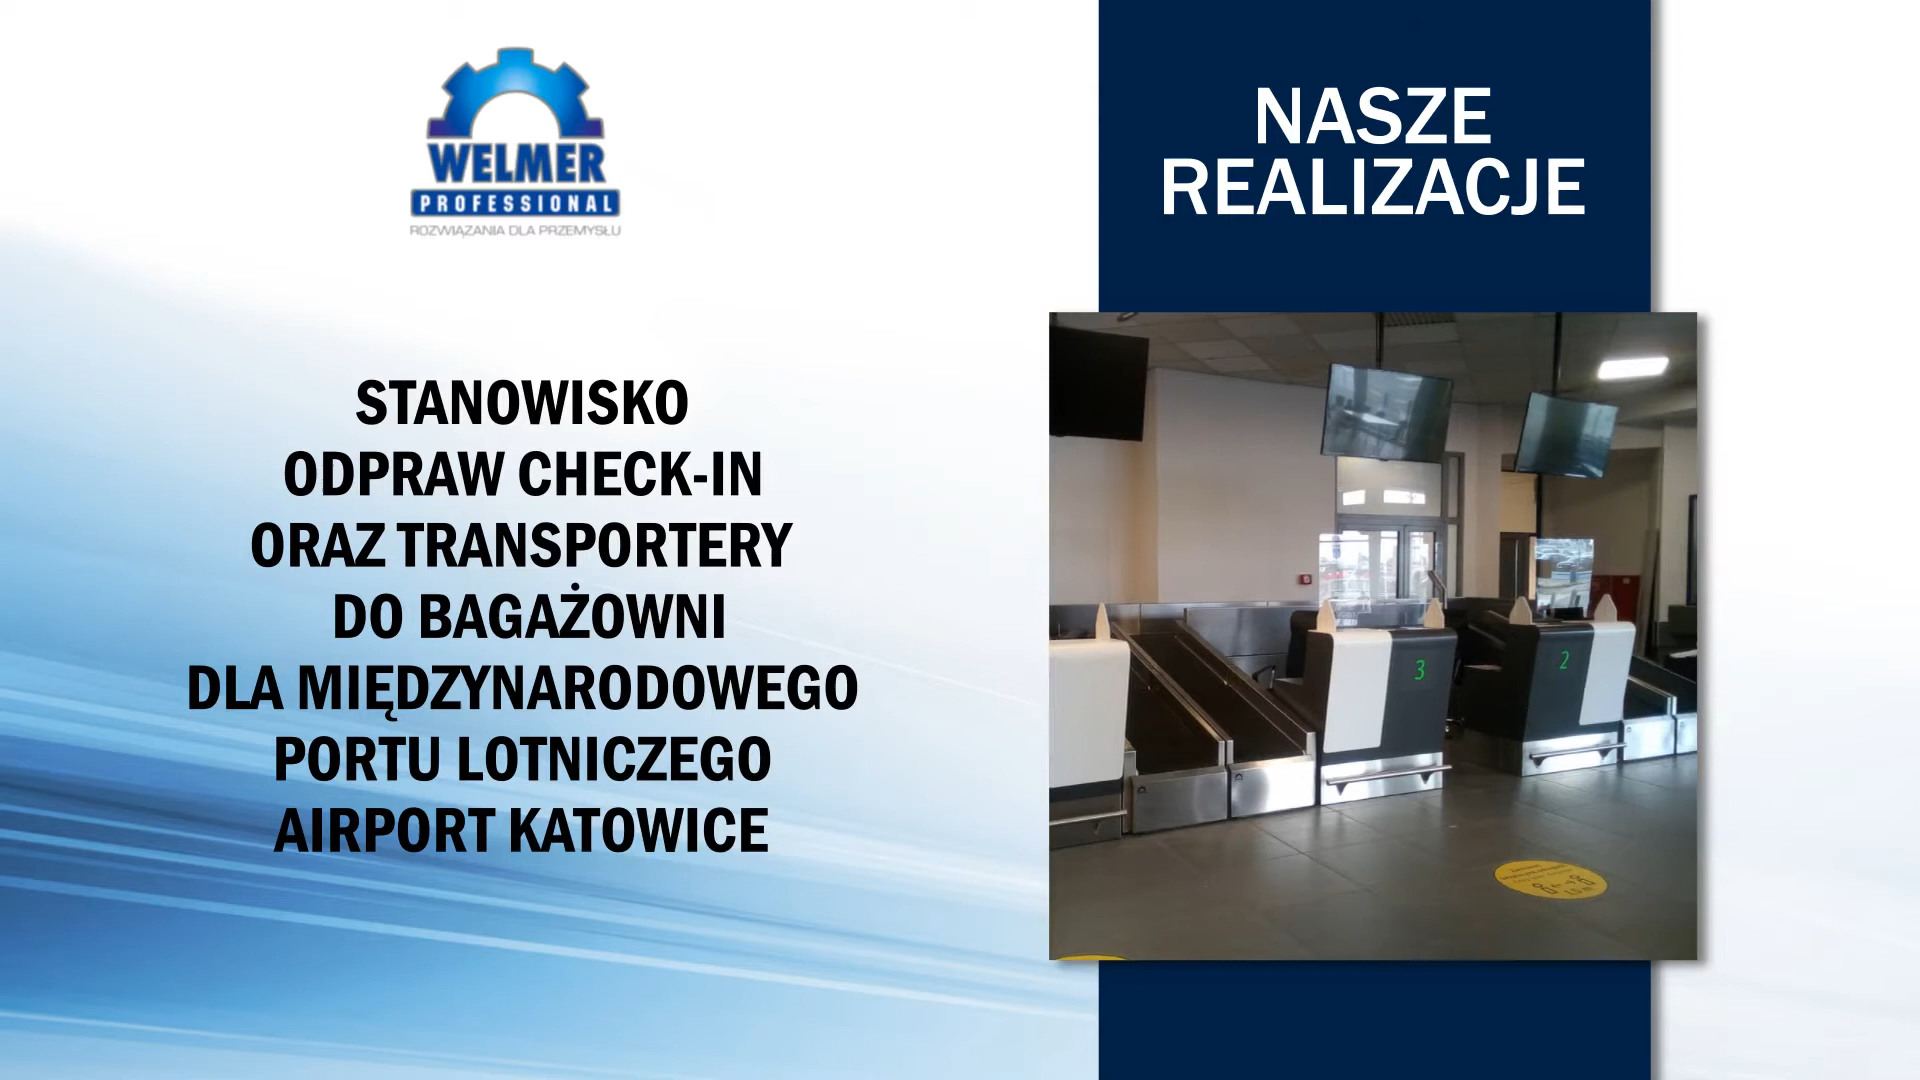 WELMER
PROFESSIONAL
ROZWIĄZANIA DLA PRZEMYSŁU
NASZE
REALIZACJE
STANOWISKO
ODPRAW CHECK-IN
ORAZ TRANSPORTERY
DO BAGAŻOWNI
DLA MIĘDZYNARODOWEGO
PORTU LOTNICZEGO
AIRPORT KATOWICE
3
2